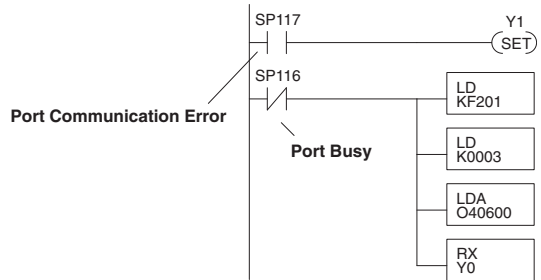 SP117
Y1
SET
SP116
Port Communication Error
Port Busy
LD
KF201
LD
K0003
LDA
O40600
RX
Y0